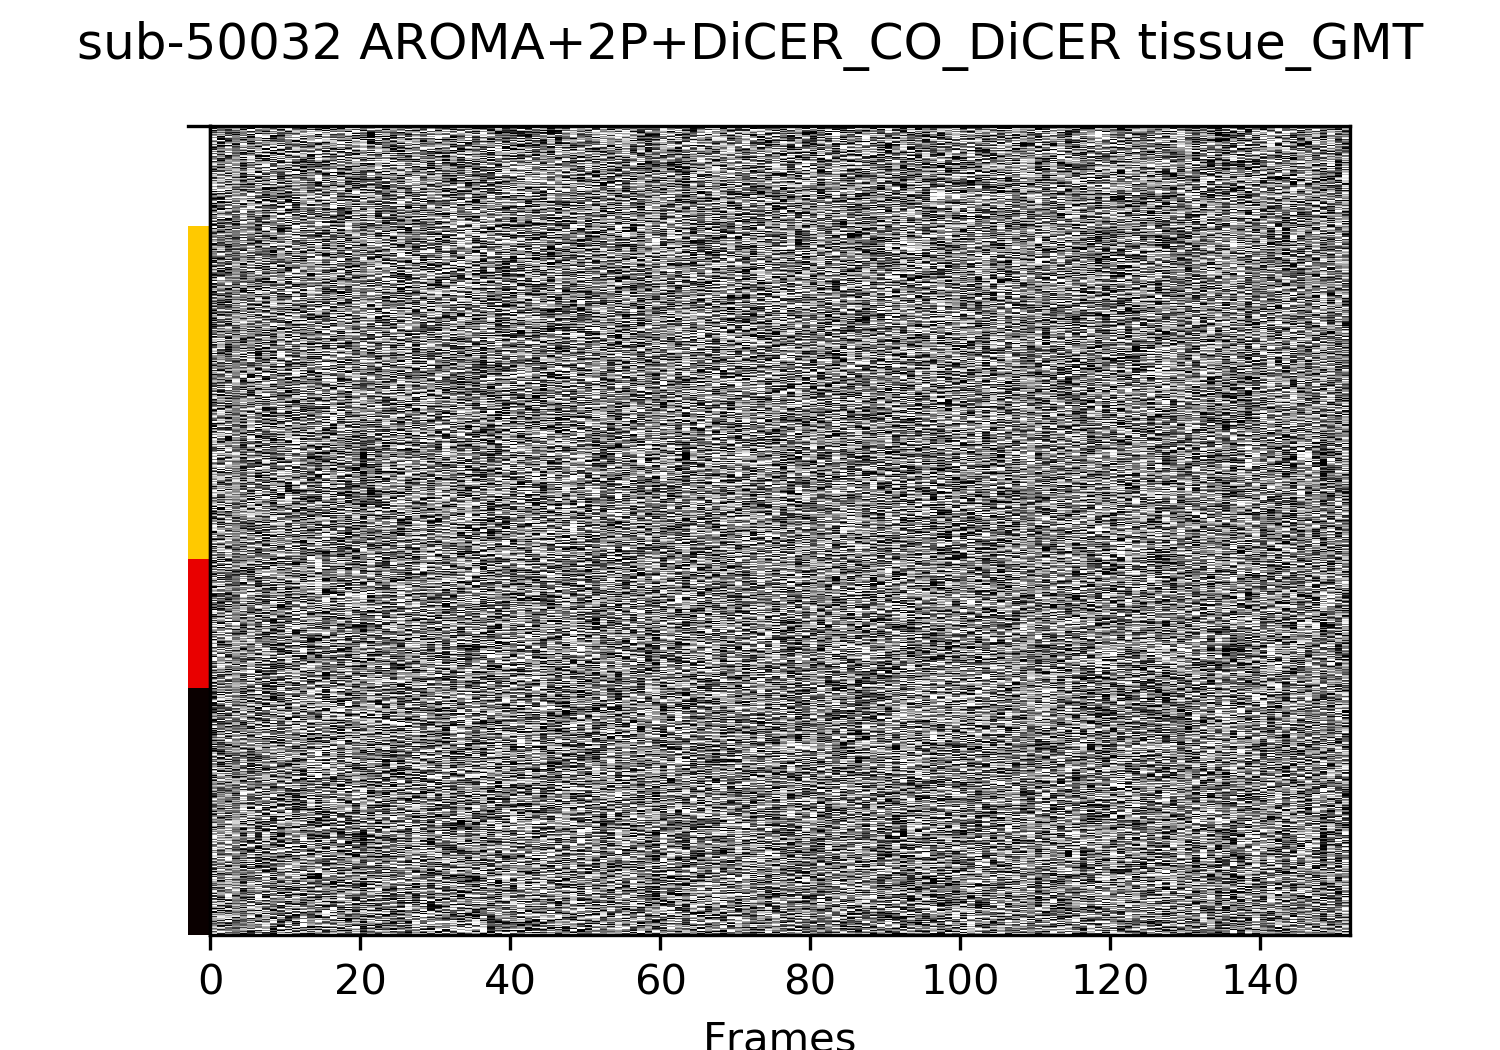 sub-50032 AROMA+2P+DiCER_CO_DiCER tissue_GMT
0 20 40 60 80 100 120 140
Frames